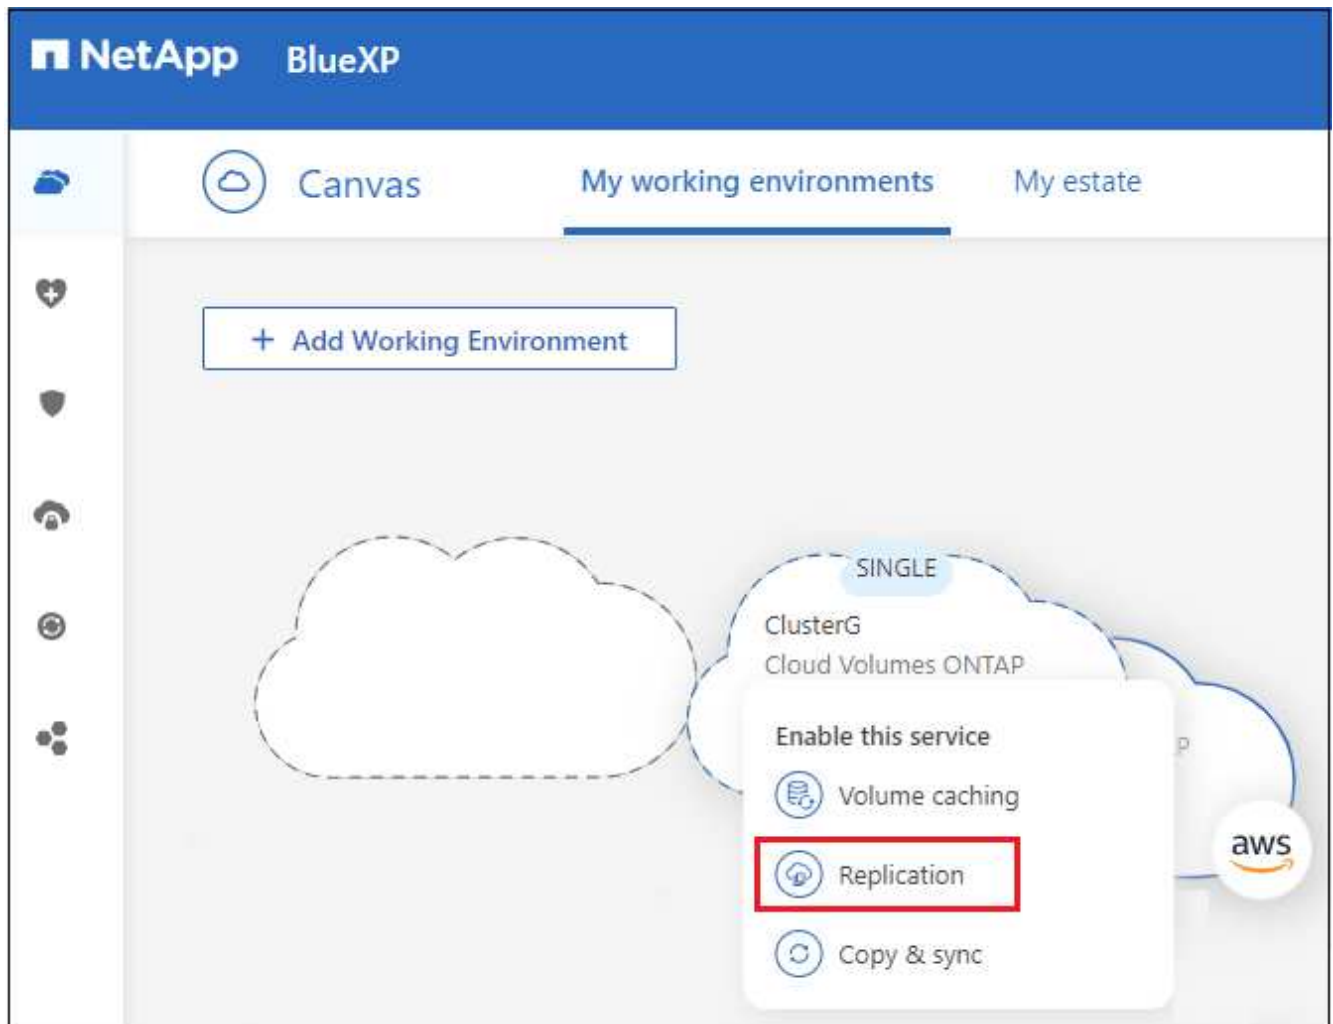 NetApp BlueXP
Canvas My working environments My estate
+ Add Working Environment
SINGLE
ClusterG
Cloud Volumes ONTAP
Enable this service
P
Volume caching
aws
Replication
Copy & sync